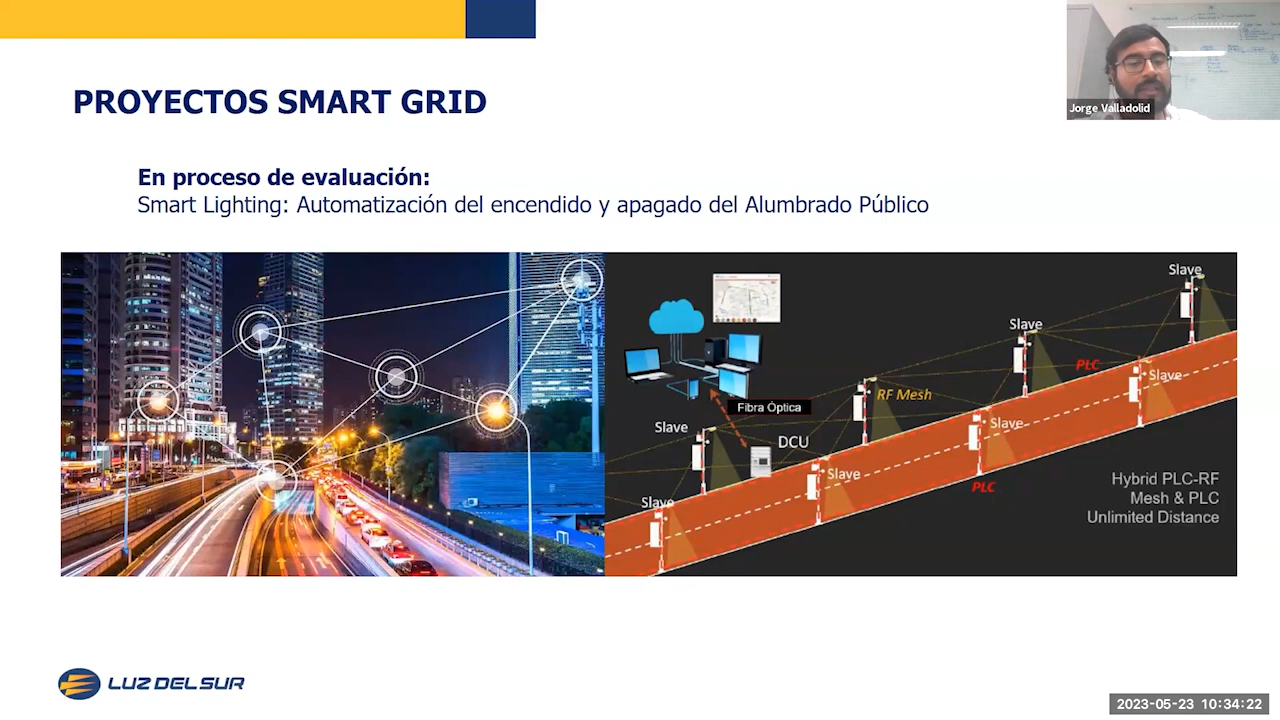 Jorge Valladolid
PROYECTOS SMART GRID
En proceso de evaluación:
Smart Lighting: Automatización del encendido y apagado del Alumbrado Público
Slave
Slave
PLC
Slave
RF Mesh
Fibra Óptica
Slave
Slave
DCU
Slave
Slave
PLC
Hybrid PLC-RF
Mesh & PLC
Unlimited Distance
LUZ DEL SUR
2023-05-23 10:34:22